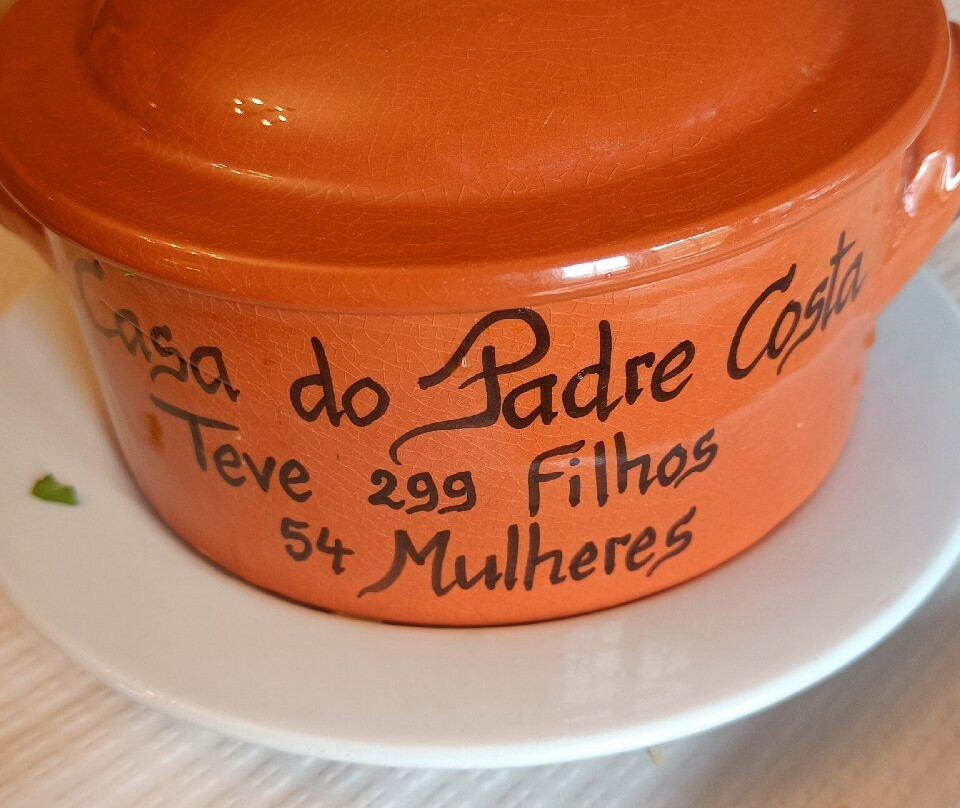 Casa do Padre Costa
Teve 299 Filhos
54 Mulheres